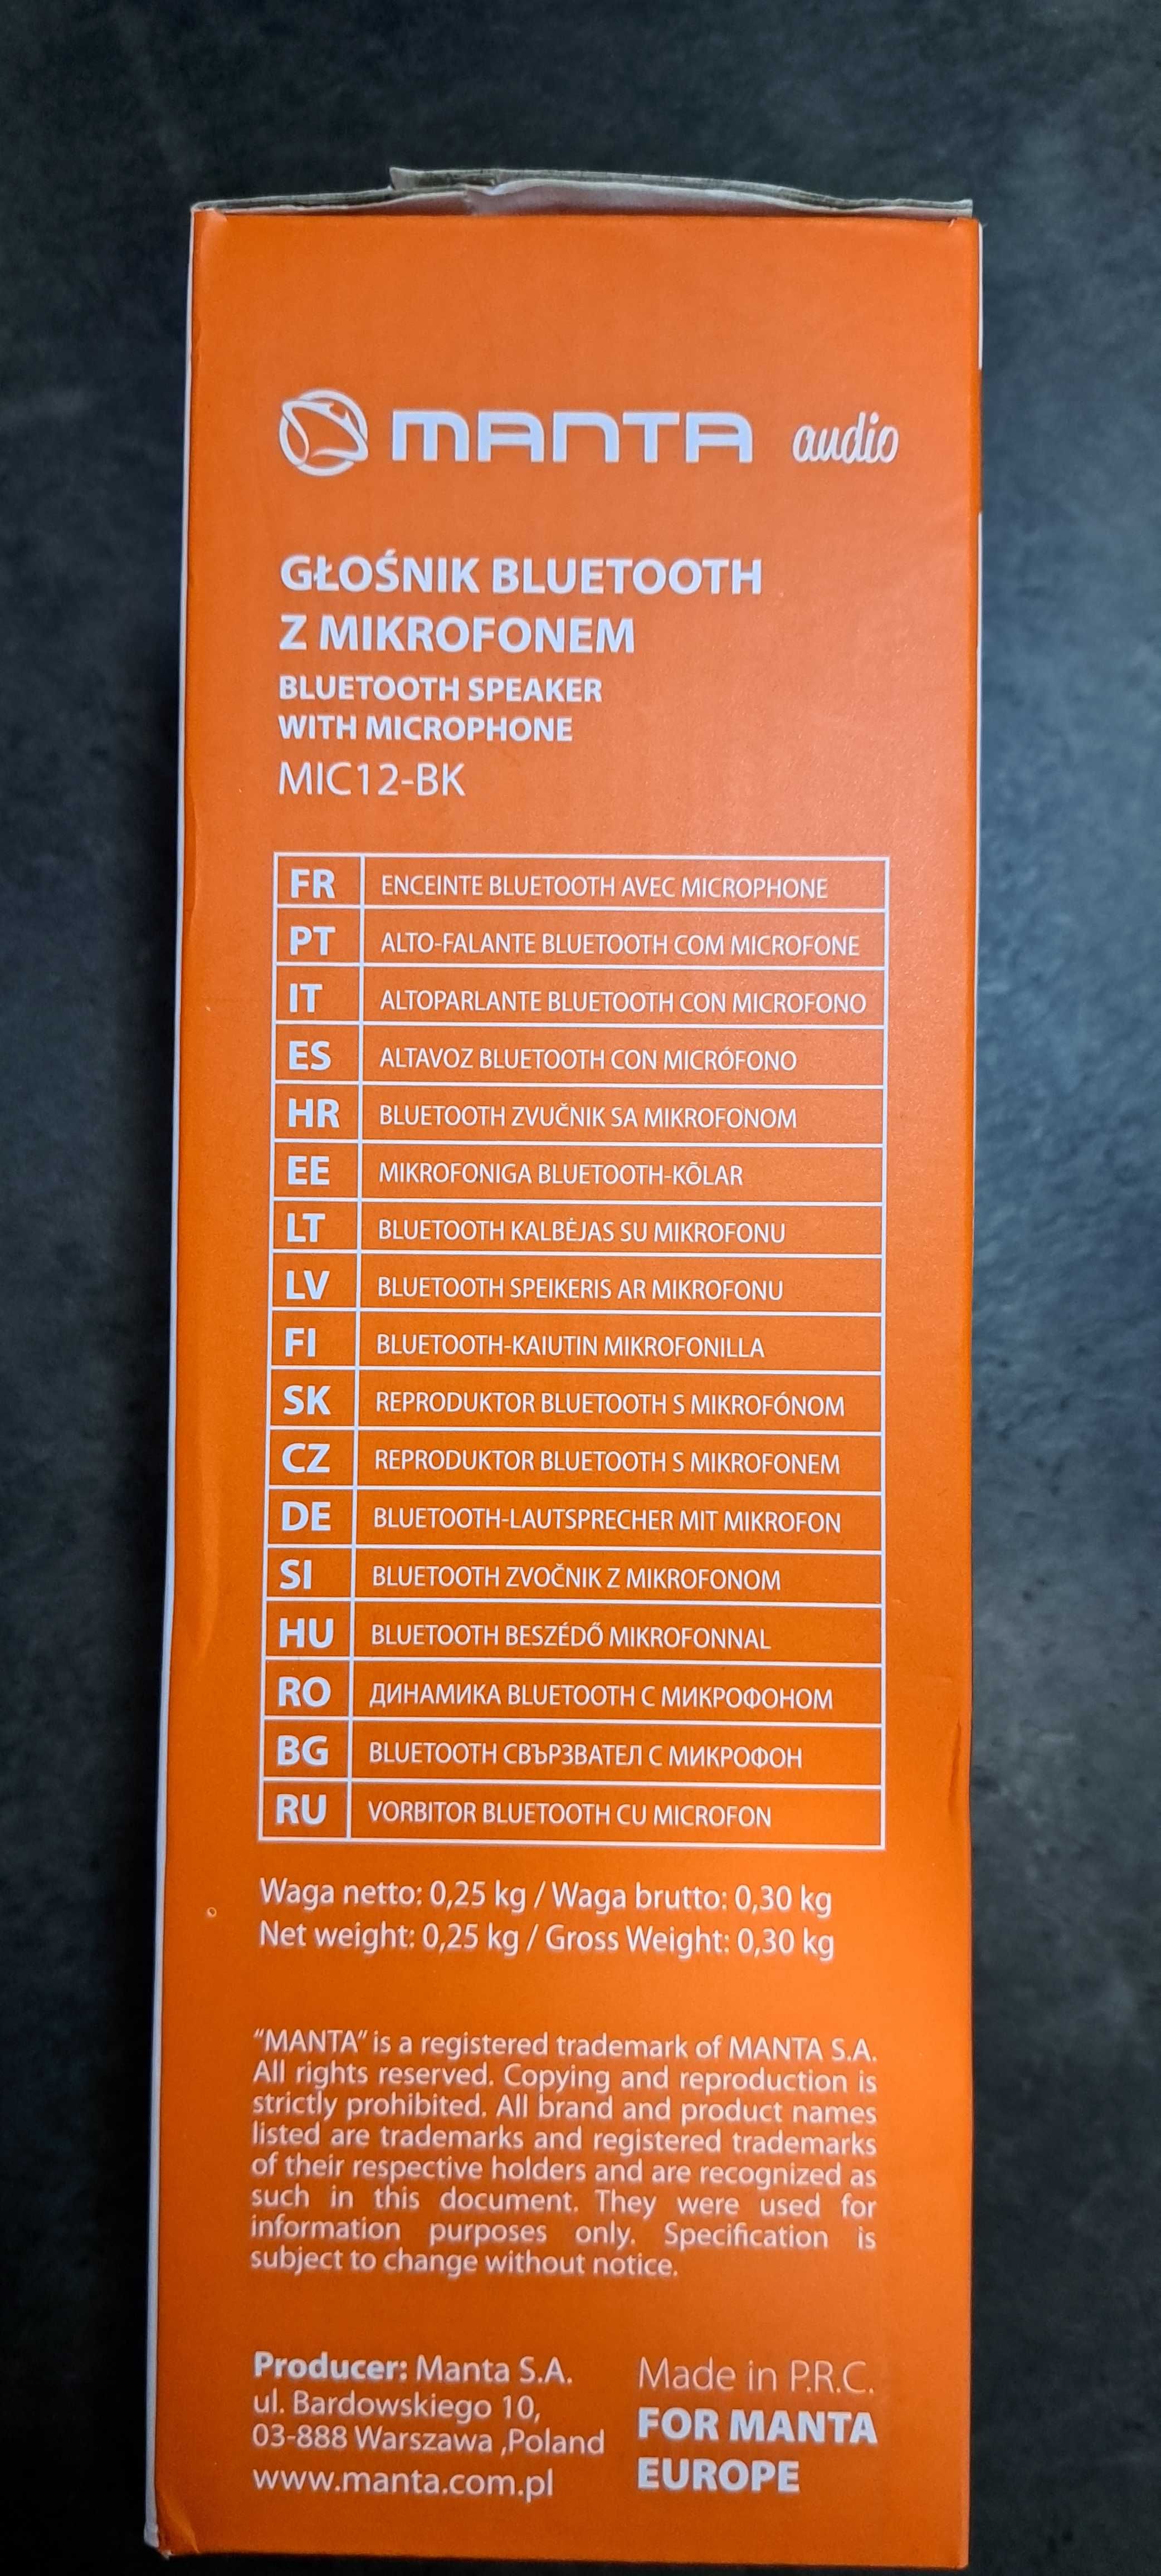 MANTA audio
GŁOŚNIK BLUETOOTH
Z MIKROFONEM
BLUETOOTH SPEAKER
WITH MICROPHONE
MIC12-BK
FR ENCEINTE BLUETOOTH AVEC MICROPHONE
PT ALTO-FALANTE BLUETOOTH COM MICROFONE
IT ALTOPARLANTE BLUETOOTH CON MICROFONO
ES ALTAVOZ BLUETOOTH CON MICRÓFONO
HR BLUETOOTH ZVUČNIK SA MIKROFONOM
EE MIKROFONIGA BLUETOOTH-KÕLAR
LT BLUETOOTH KALBĖJAS SU MIKROFONU
LV BLUETOOTH SPEIKERIS AR MIKROFONU
FI BLUETOOTH-KAIUTIN MIKROFONILLA
SK REPRODUKTOR BLUETOOTH S MIKROFÓNOM
CZ REPRODUKTOR BLUETOOTH S MIKROFONEM
DE BLUETOOTH-LAUTSPRECHER MIT MIKROFON
SI BLUETOOTH ZVOČNIK Z MIKROFONOM
HU BLUETOOTH BESZÉDŐ MIKROFONNAL
RO ДИНАМИКА BLUETOOTH С МИКРОФОНОМ
BG BLUETOOTH СВЪРЗВАТЕЛ С МИКРОФОН
RU VORBITOR BLUETOOTH CU MICROFON
Waga netto: 0,25 kg / Waga brutto: 0,30 kg
Net weight: 0,25 kg / Gross Weight: 0,30 kg
“MANTA” is a registered trademark of MANTA S.A.
All rights reserved. Copying and reproduction is
strictly prohibited. All brand and product names
listed are trademarks and registered trademarks
of their respective holders and are recognized as
such in this document. They were used for
information purposes only. Specification is
subject to change without notice.
Producer: Manta S.A.
ul. Bardowskiego 10,
03-888 Warszawa ,Poland
www.manta.com.pl
Made in P.R.C.
FOR MANTA
EUROPE